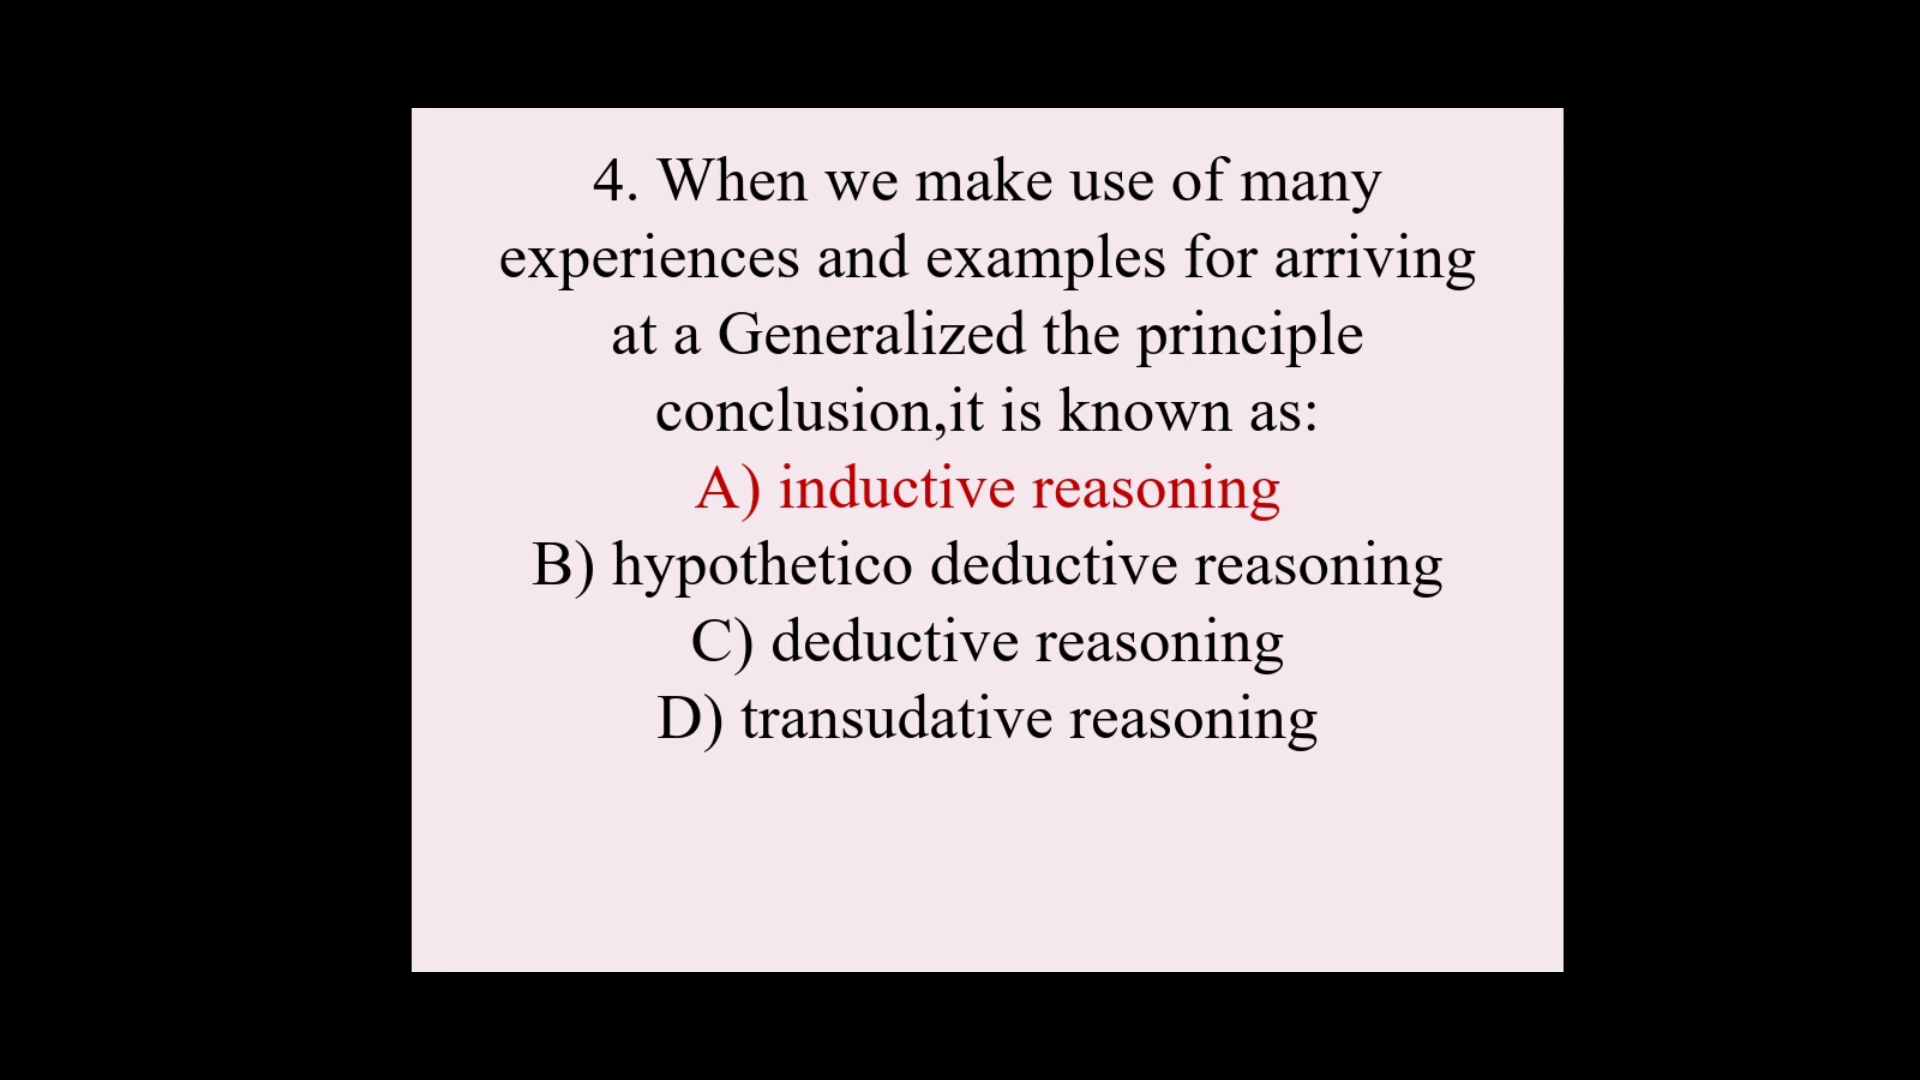 4. When we make use of many
experiences and examples for arriving
at a Generalized the principle
conclusion,it is known as:
A) inductive reasoning
B) hypothetico deductive reasoning
C) deductive reasoning
D) transudative reasoning